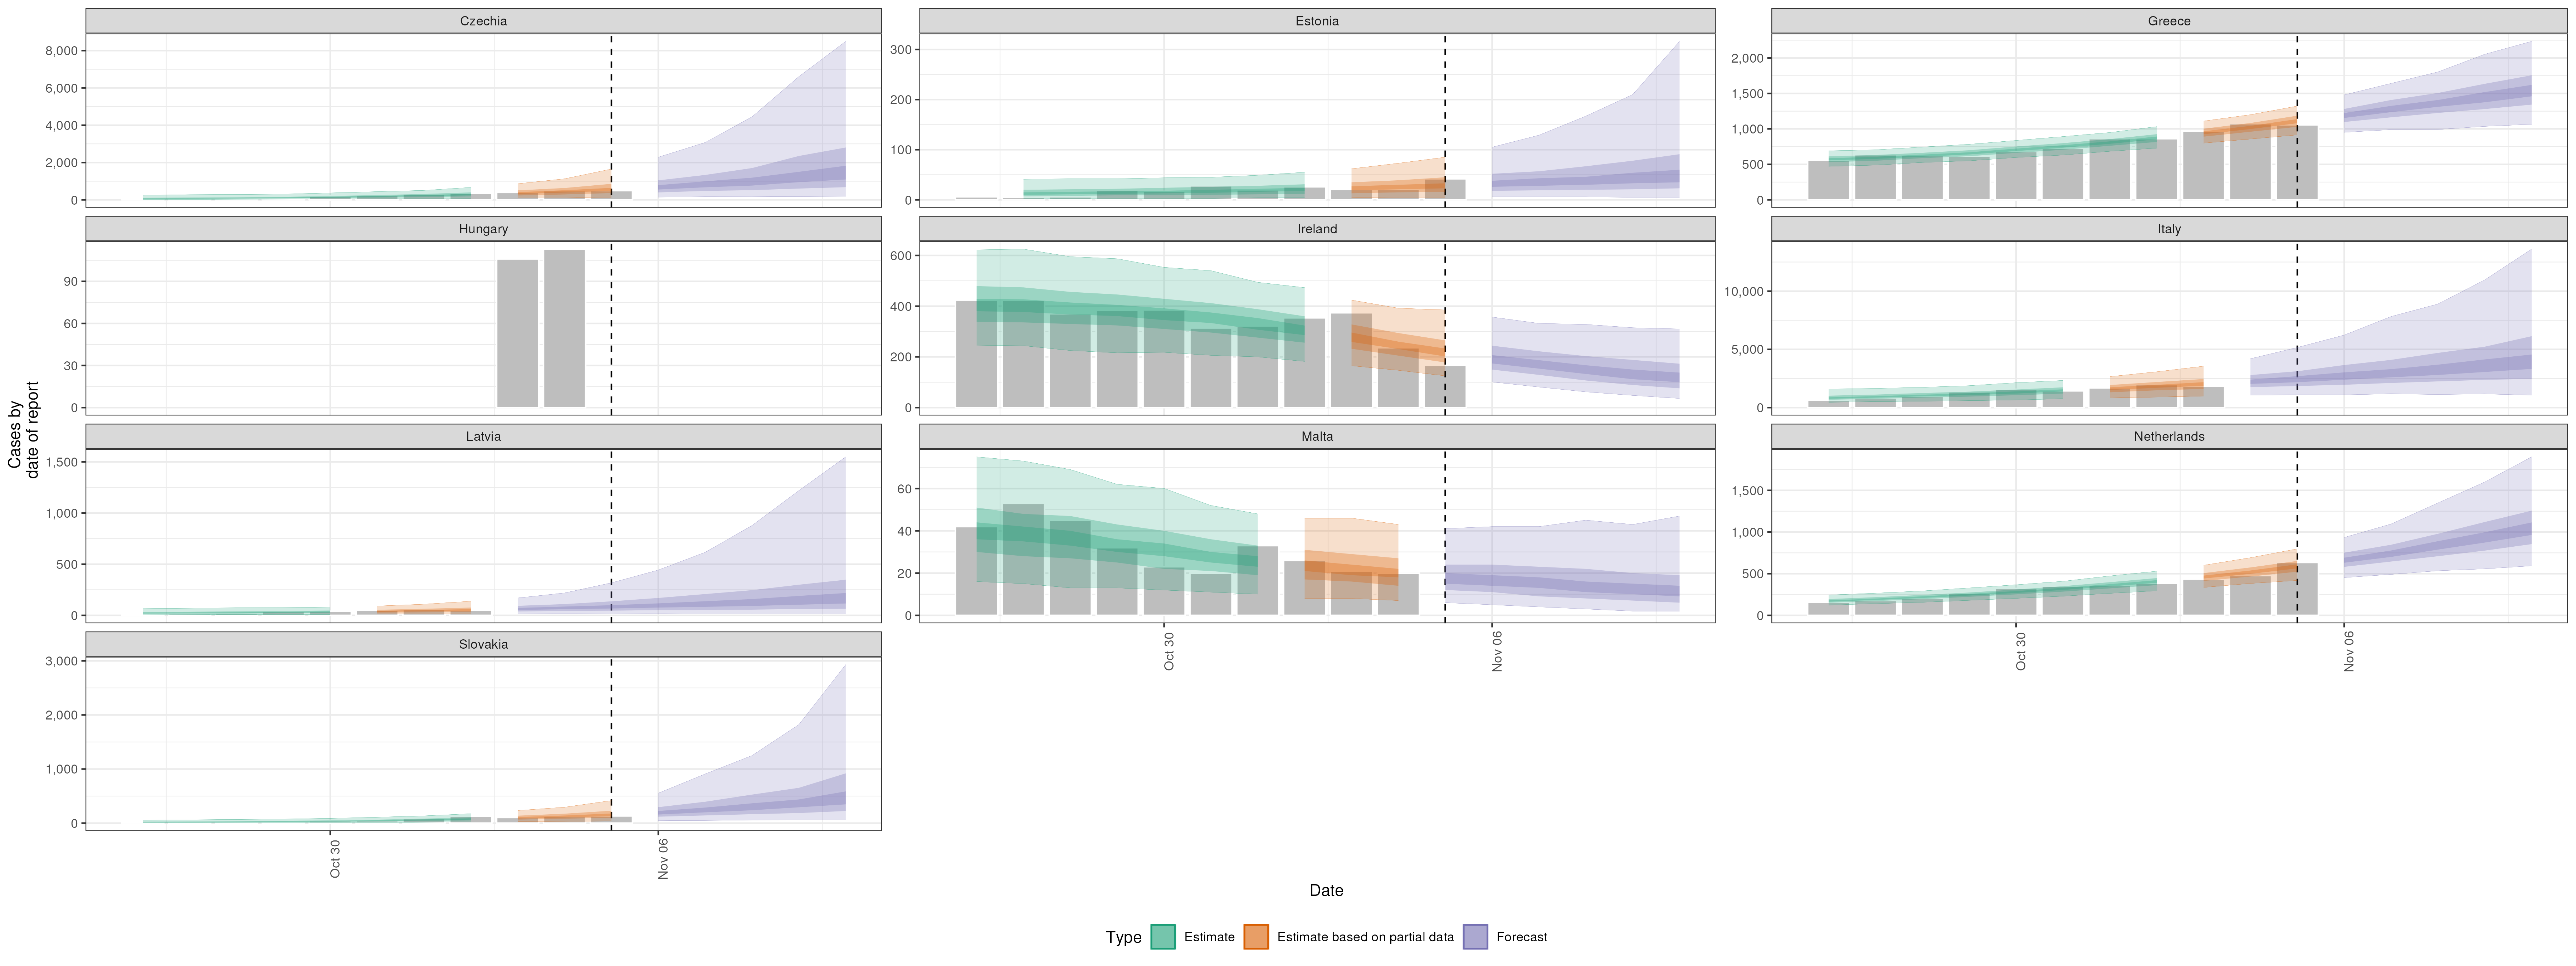 Czechia
Estonia
Greece
8,000
6,000
4,000
2,000
0
300
200
100
0
2,000
1,500
1,000
500
0
Hungary
Ireland
Italy
90
60
30
0
600
400
200
0
10,000
5,000
0
Cases by
date of report
Latvia
Malta
Netherlands
1,500
1,000
500
0
60
40
20
0
1,500
1,000
500
0
Oct 30
Nov 06
Oct 30
Nov 06
Slovakia
3,000
2,000
1,000
0
Oct 30
Nov 06
Date
Type
Estimate
Estimate based on partial data
Forecast